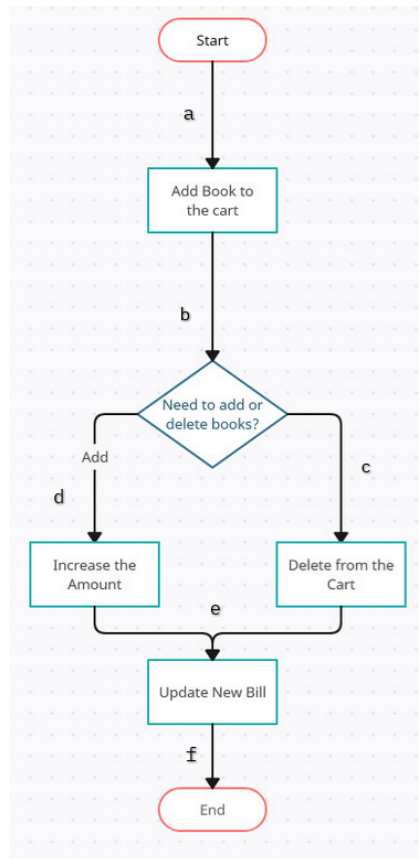 Start
a
Add Book to
the cart
b
Need to add or
delete books?
Add
c
d
Increase the
Amount
Delete from the
Cart
e
Update New Bill
f
End